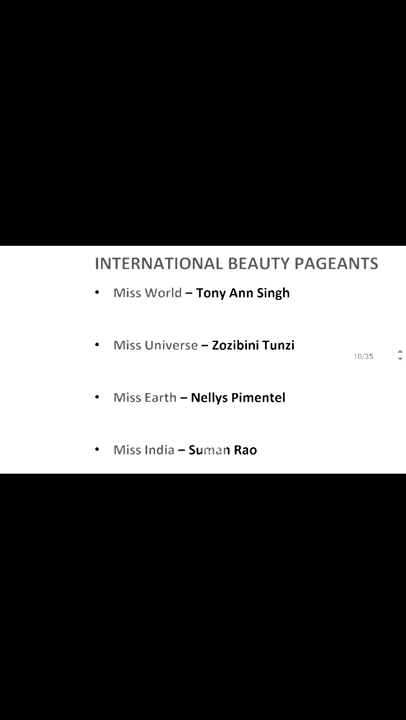 INTERNATIONAL BEAUTY PAGEANTS
• Miss World – Tony Ann Singh
• Miss Universe – Zozibini Tunzi
10/35
• Miss Earth – Nellys Pimentel
• Miss India – Suman Rao